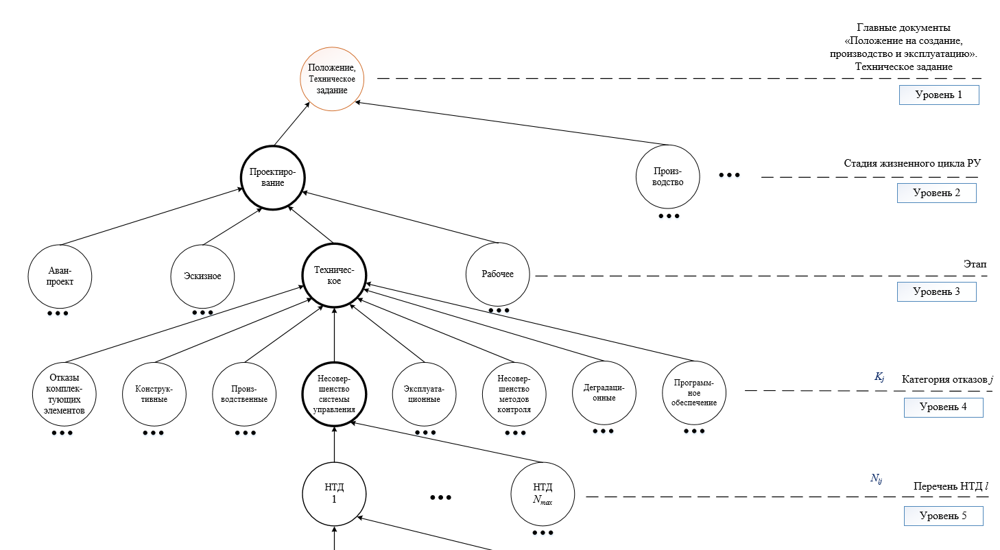 Главные документы
«Положение на создание,
производство и эксплуатацию».
Техническое задание
Положение,
Техническое
задание
Уровень 1
Проектиро-
вание
Произ-
водство
Стадия жизненного цикла РУ
Уровень 2
Аван-
проект
Эскизное
Техничес-
кое
Рабочее
Этап
Уровень 3
Отказы
комплек-
тующих
элементов
Конструк-
тивные
Произ-
водственные
Несовер-
шенство
системы
управления
Эксплуата-
ционные
Несовер-
шенство
методов
контроля
Деградаци-
онные
Программ-
ное
обеспечение
Kj
Категория отказов j
Уровень 4
НТД
1
НТД
Nmax
Nlj
Перечень НТД l
Уровень 5